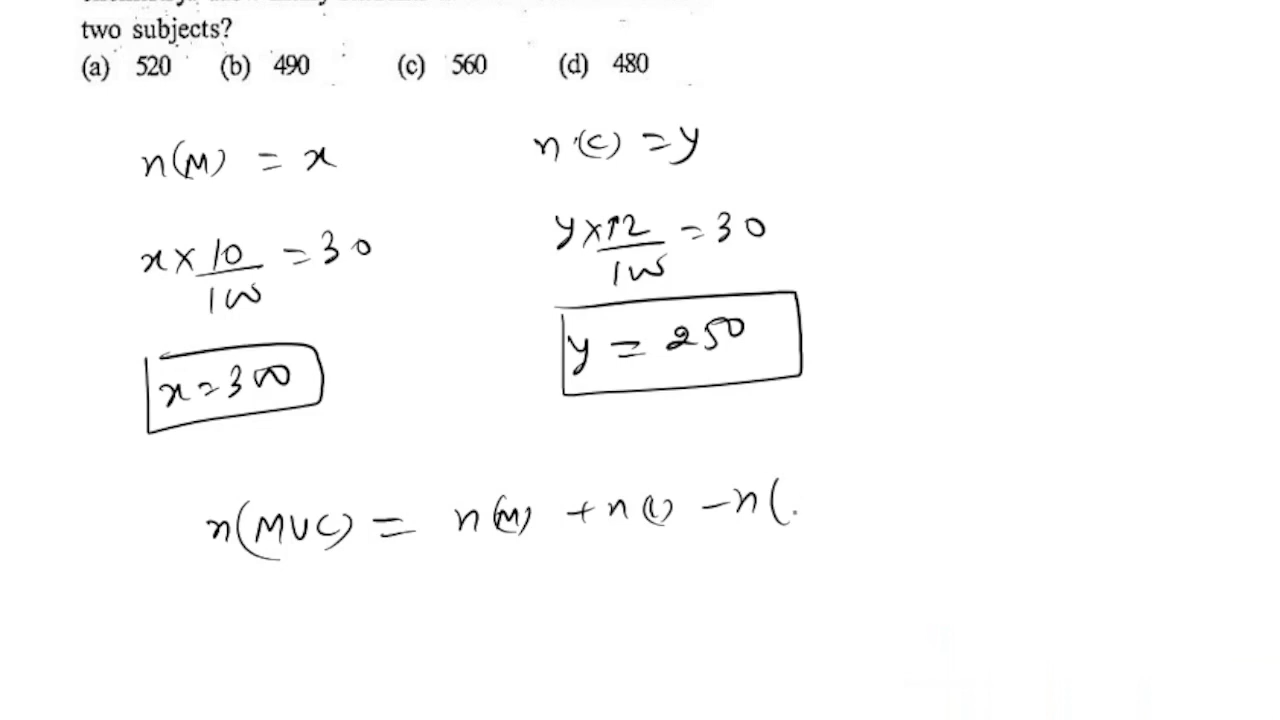 two subjects?
(a) 520 (b) 490 (c) 560 (d) 480
n(M) = x n(C) = y
x × 10/100 = 30 y × 12/100 = 30
x = 300 y = 250
n(M∪C) = n(M) + n(C) - n(